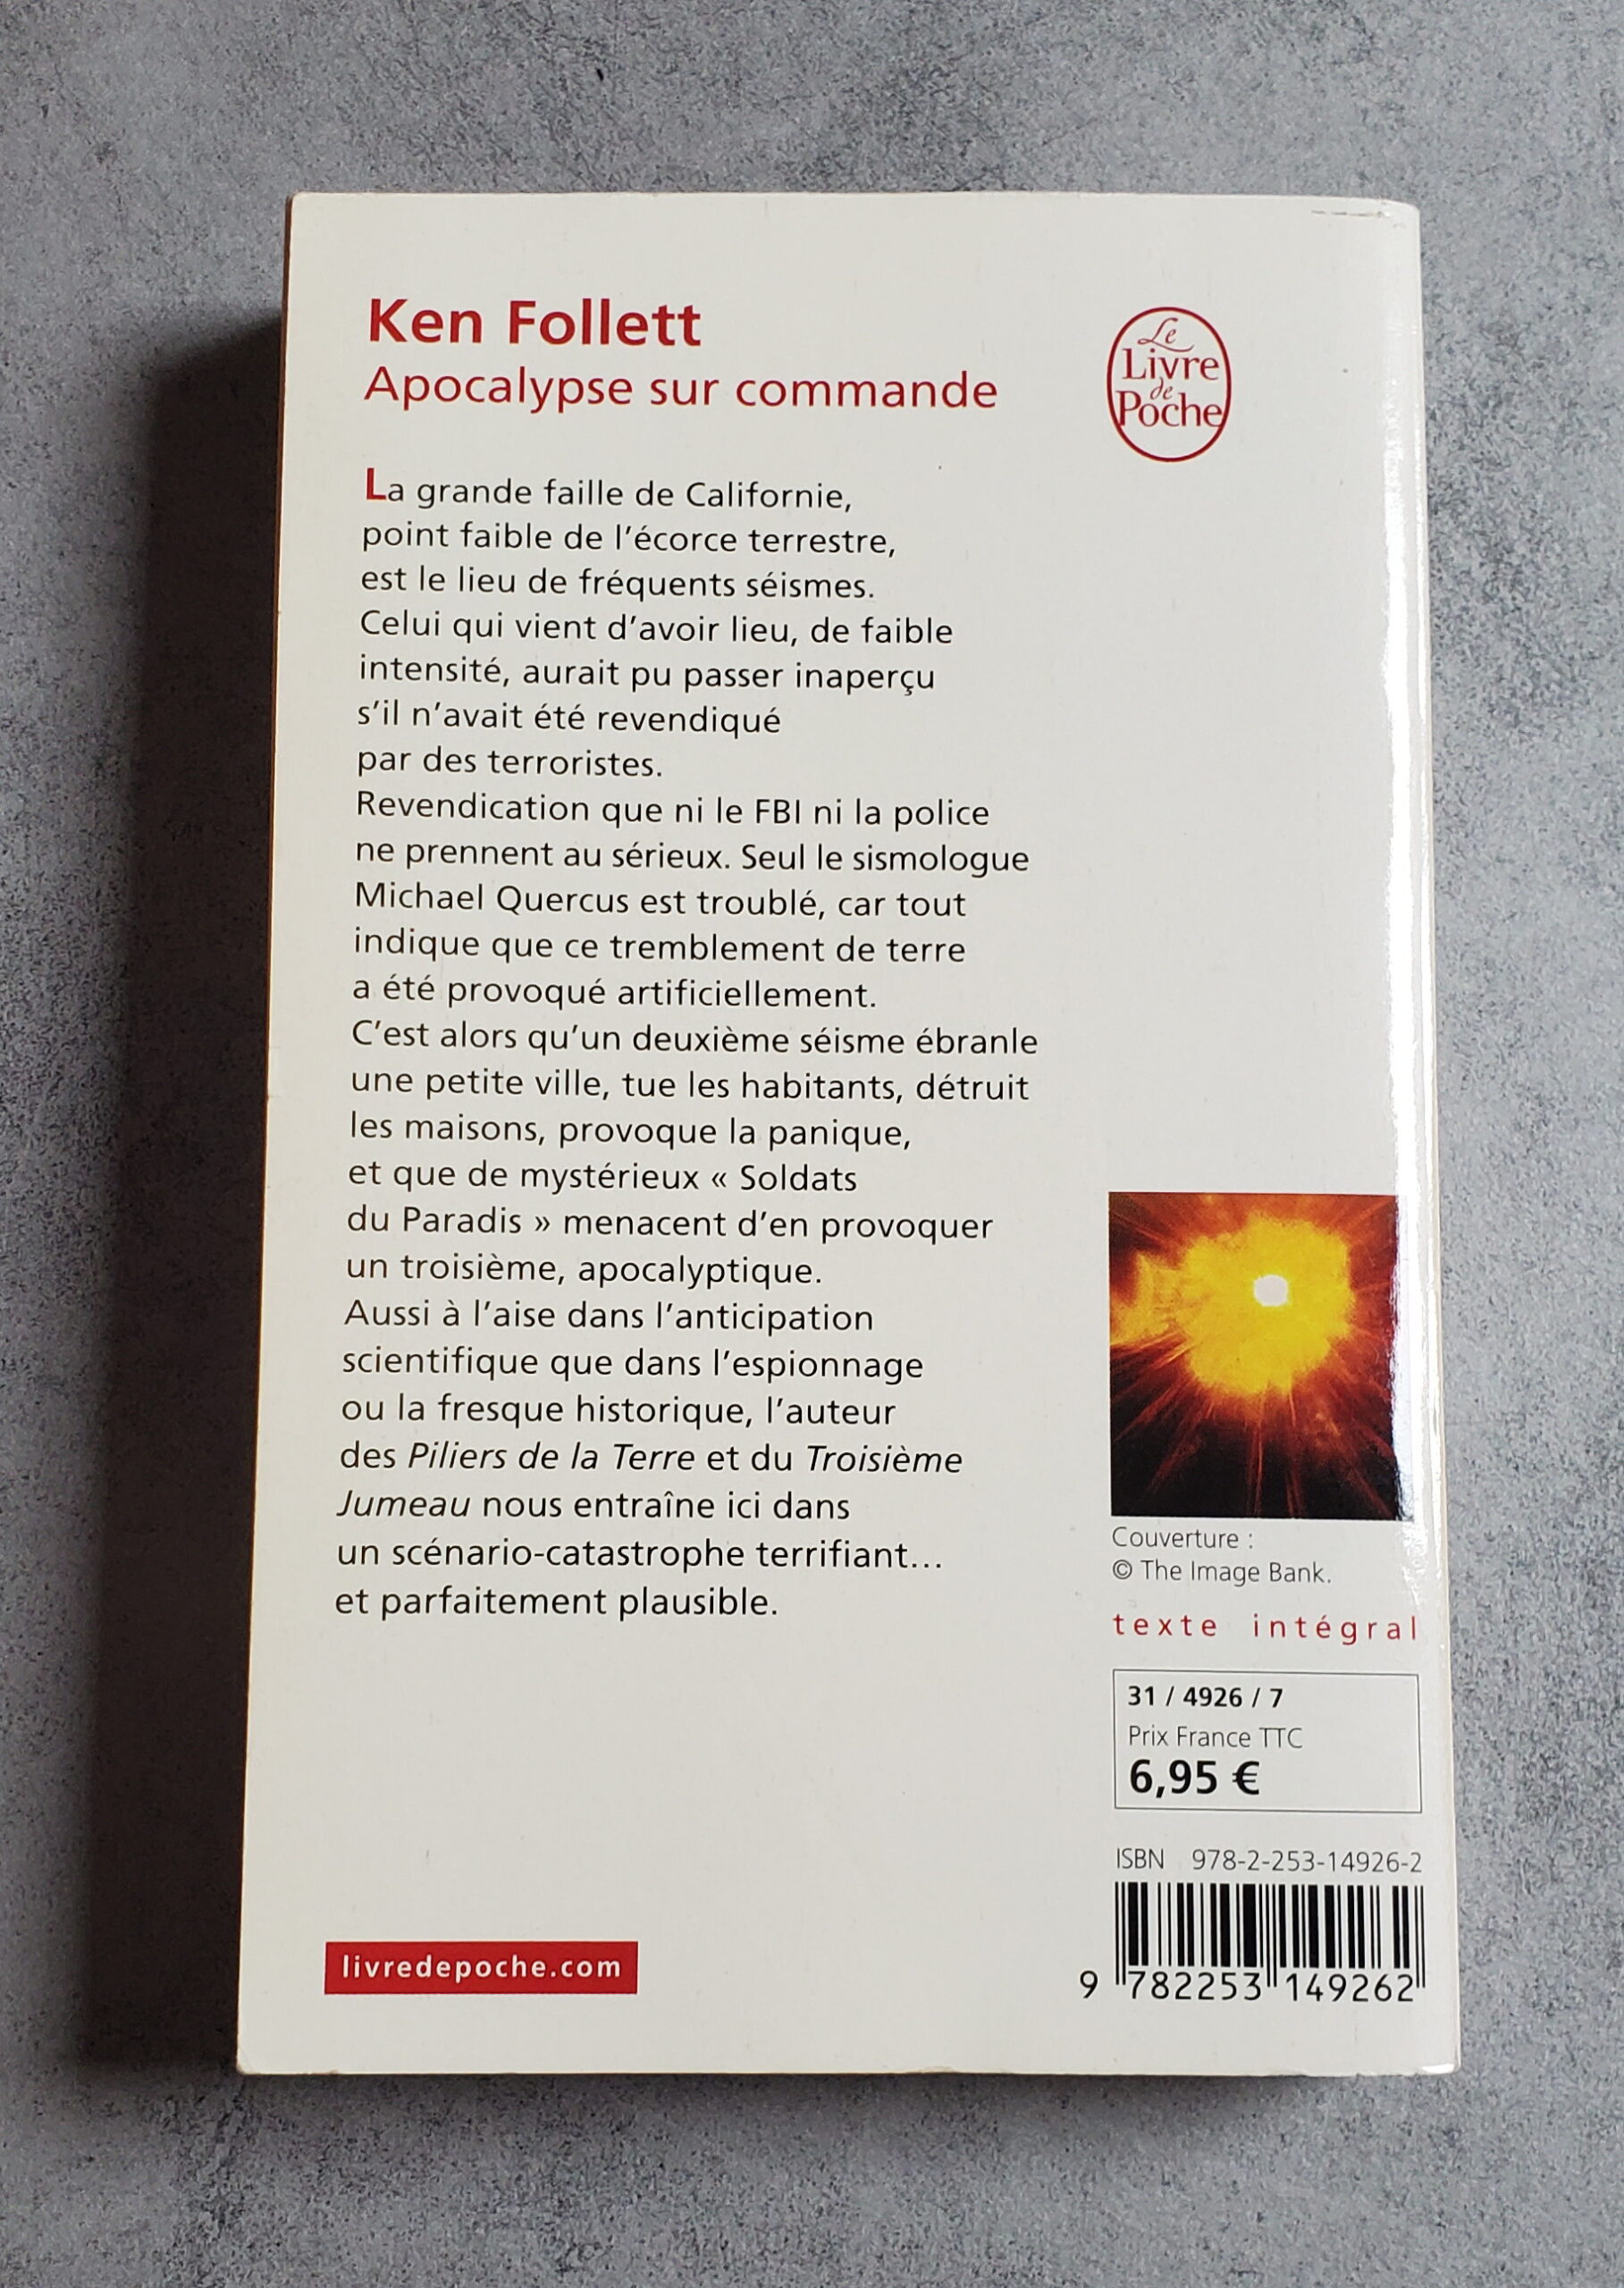 Ken Follett
Apocalypse sur commande
Le
Livre
de
Poche
La grande faille de Californie,
point faible de l'écorce terrestre,
est le lieu de fréquents séismes.
Celui qui vient d'avoir lieu, de faible
intensité, aurait pu passer inaperçu
s'il n'avait été revendiqué
par des terroristes.
Revendication que ni le FBI ni la police
ne prennent au sérieux. Seul le sismologue
Michael Quercus est troublé, car tout
indique que ce tremblement de terre
a été provoqué artificiellement.
C'est alors qu'un deuxième séisme ébranle
une petite ville, tue les habitants, détruit
les maisons, provoque la panique,
et que de mystérieux « Soldats
du Paradis » menacent d'en provoquer
un troisième, apocalyptique.
Aussi à l'aise dans l'anticipation
scientifique que dans l'espionnage
ou la fresque historique, l'auteur
des Piliers de la Terre et du Troisième
Jumeau nous entraîne ici dans
un scénario-catastrophe terrifiant...
et parfaitement plausible.
Couverture :
© The Image Bank.
texte intégral
31 / 4926 / 7
Prix France TTC
6,95 €
ISBN 978-2-253-14926-2
9 782253 149262
livredepoche.com